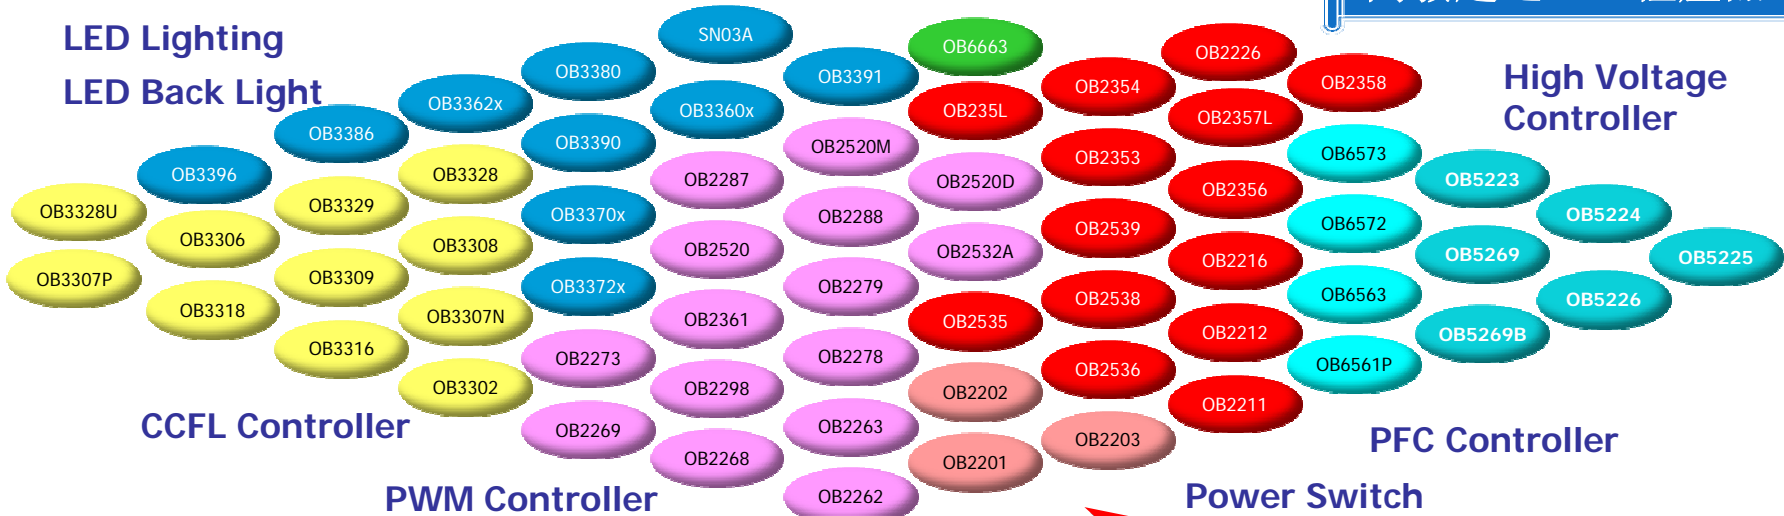 LED Lighting
LED Back Light
High Voltage
Controller
SN03A
OB6663
OB2226
OB3380
OB3391
OB2354
OB2358
OB3362x
OB3360x
OB235L
OB2357L
OB3386
OB3390
OB2520M
OB2353
OB6573
OB3396
OB3328
OB2287
OB2520D
OB2356
OB5223
OB3328U
OB3329
OB3370x
OB2288
OB2539
OB6572
OB5224
OB3306
OB3308
OB2520
OB2532A
OB2216
OB5269
OB5225
OB3307P
OB3309
OB3372x
OB2279
OB2538
OB6563
OB5226
OB3318
OB3307N
OB2361
OB2535
OB2212
OB5269B
OB3316
OB2273
OB2278
OB2536
OB6561P
OB3302
OB2298
OB2202
OB2211
OB2269
OB2263
OB2203
OB2268
OB2201
OB2262
CCFL Controller
PFC Controller
PWM Controller
Power Switch